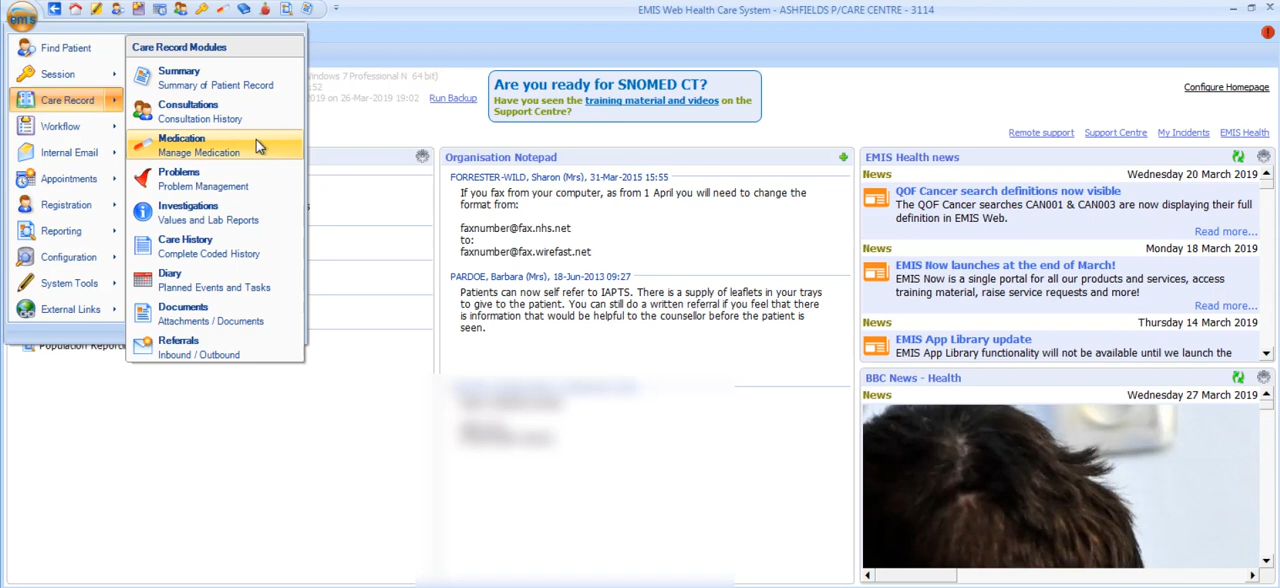 EMIS Web Health Care System - ASHFIELDS P/CARE CENTRE - 3114
emis
Find Patient
Session
Care Record
Workflow
Internal Email
Appointments
Registration
Reporting
Configuration
System Tools
External Links
Care Record Modules
Summary
Summary of Patient Record
Consultations
Consultation History
Medication
Manage Medication
Problems
Problem Management
Investigations
Values and Lab Reports
Care History
Complete Coded History
Diary
Planned Events and Tasks
Documents
Attachments / Documents
Referrals
Inbound / Outbound
indows 7 Professional N 64 bit)
152
2019 on 26-Mar-2019 19:02 Run Backup
Are you ready for SNOMED CT?
Have you seen the training material and videos on the
Support Centre?
Configure Homepage
Remote support Support Centre My Incidents EMIS Health
Organisation Notepad
FORRESTER-WILD, Sharon (Mrs), 31-Mar-2015 15:55
If you fax from your computer, as from 1 April you will need to change the
format from:
faxnumber@fax.nhs.net
to:
faxnumber@fax.wirefast.net
PARDOE, Barbara (Mrs), 18-Jun-2013 09:27
Patients can now self refer to IAPTS. There is a supply of leaflets in your trays
to give to the patient. You can still do a written referral if you feel that there
is information that would be helpful to the counsellor before the patient is
seen.
EMIS Health news
News Wednesday 20 March 2019
QOF Cancer search definitions now visible
The QOF Cancer searches CAN001 & CAN003 are now displaying their full
definition in EMIS Web.
Read more...
News Monday 18 March 2019
EMIS Now launches at the end of March!
EMIS Now is a single portal for all our products and services, access
training material, raise service requests and more!
Read more...
News Thursday 14 March 2019
EMIS App Library update
EMIS App Library functionality will not be available until we launch the
BBC News - Health
News Wednesday 27 March 2019